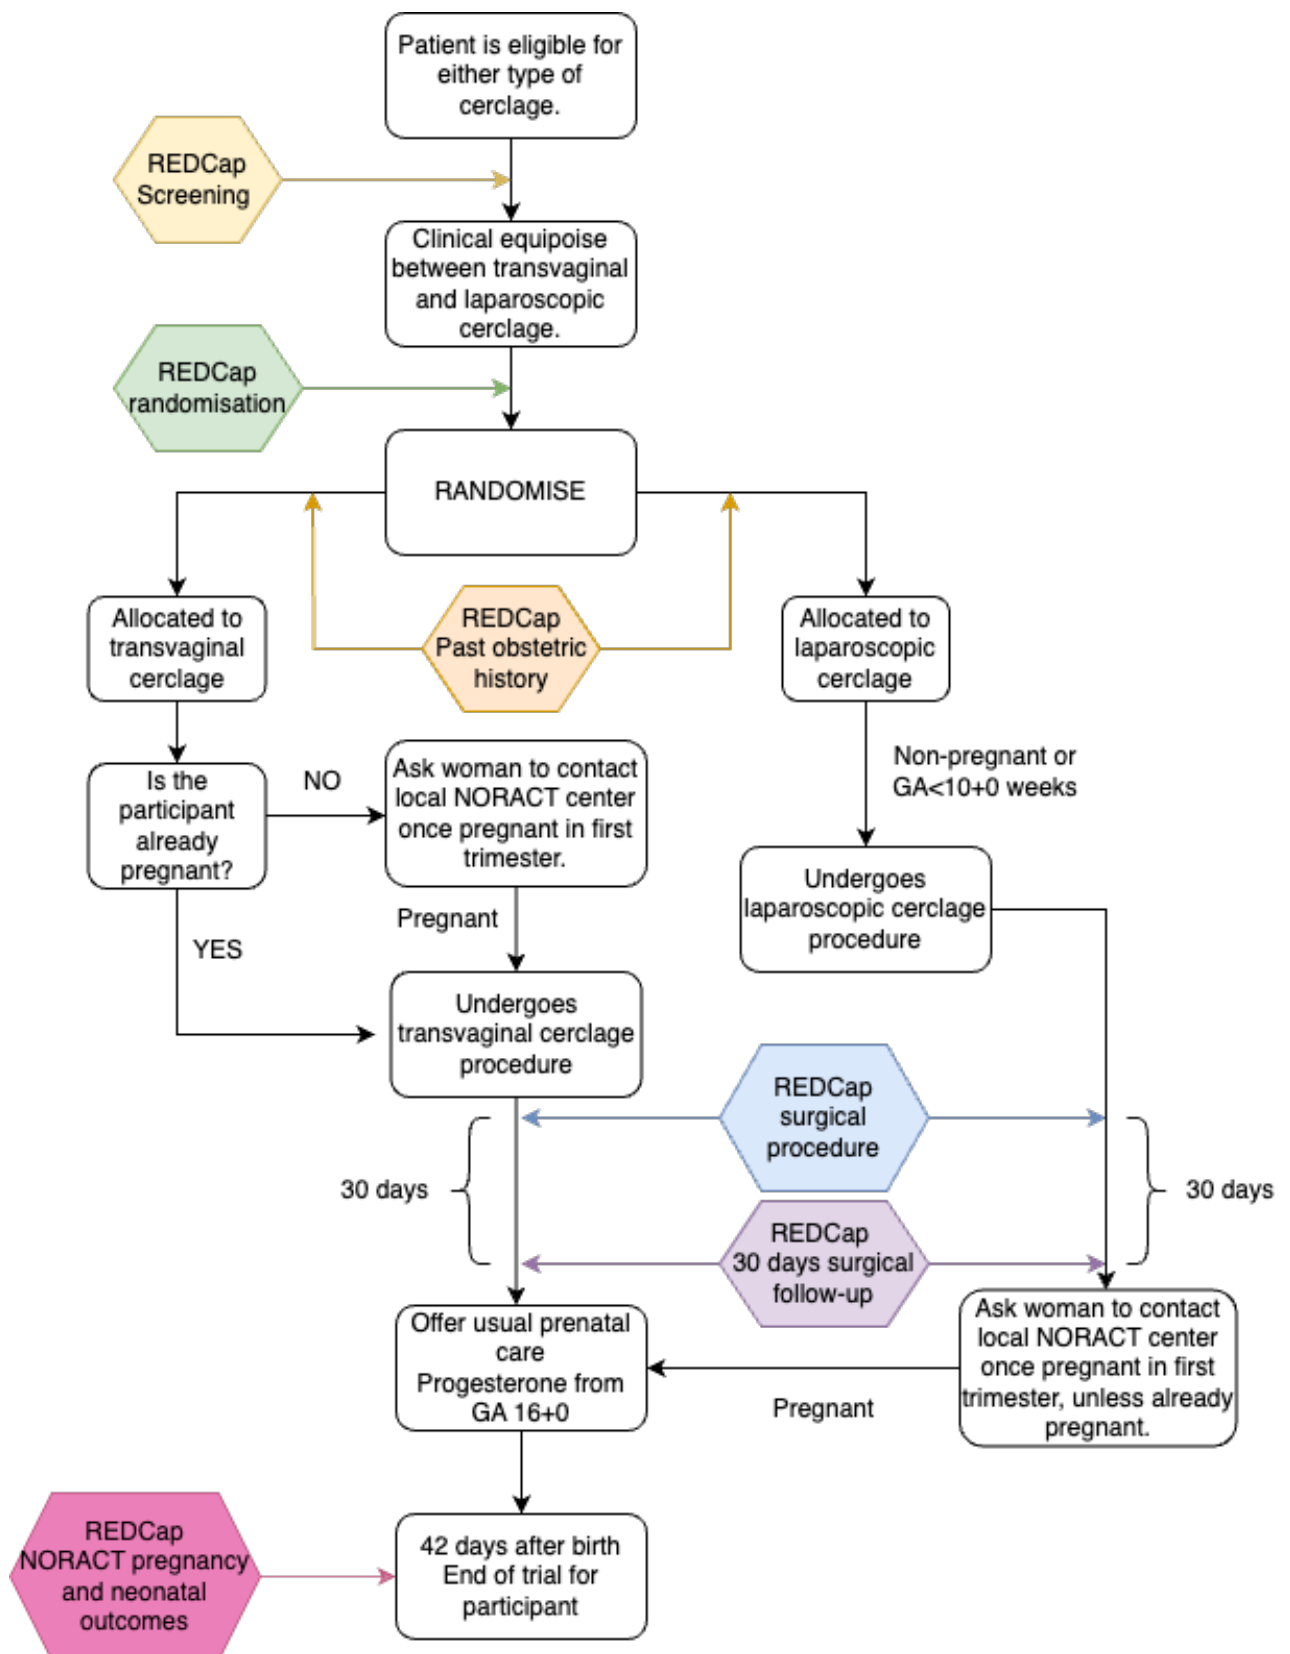 Patient is eligible for
either type of
cerclage.
REDCap
Screening
Clinical equipoise
between transvaginal
and laparoscopic
cerclage.
REDCap
randomisation
RANDOMISE
Allocated to
transvaginal
cerclage
REDCap
Past obstetric
history
Allocated to
laparoscopic
cerclage
Is the
participant
already
pregnant?
NO
Ask woman to contact
local NORACT center
once pregnant in first
trimester.
Non-pregnant or
GA<10+0 weeks
YES
Pregnant
Undergoes
laparoscopic cerclage
procedure
Undergoes
transvaginal cerclage
procedure
REDCap
surgical
procedure
30 days
30 days
REDCap
30 days surgical
follow-up
Offer usual prenatal
care
Progesterone from
GA 16+0
Pregnant
Ask woman to contact
local NORACT center
once pregnant in first
trimester, unless already
pregnant.
REDCap
NORACT pregnancy
and neonatal
outcomes
42 days after birth
End of trial for
participant